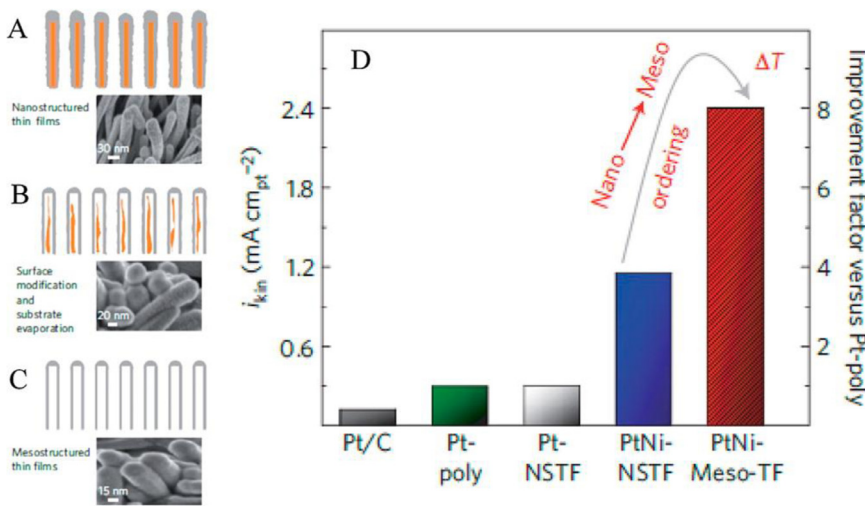 A
Nanostructured
thin films
30 nm
B
Surface
modification
and
substrate
evaporation
20 nm
C
Mesostructured
thin films
15 nm
D
ikin (mA cmpt−2)
2.4
1.8
1.2
0.6
Nano
Meso
ordering
ΔT
8
6
4
2
Improvement factor versus Pt-poly
Pt/C
Pt-
poly
Pt-
NSTF
PtNi-
NSTF
PtNi-
Meso-TF